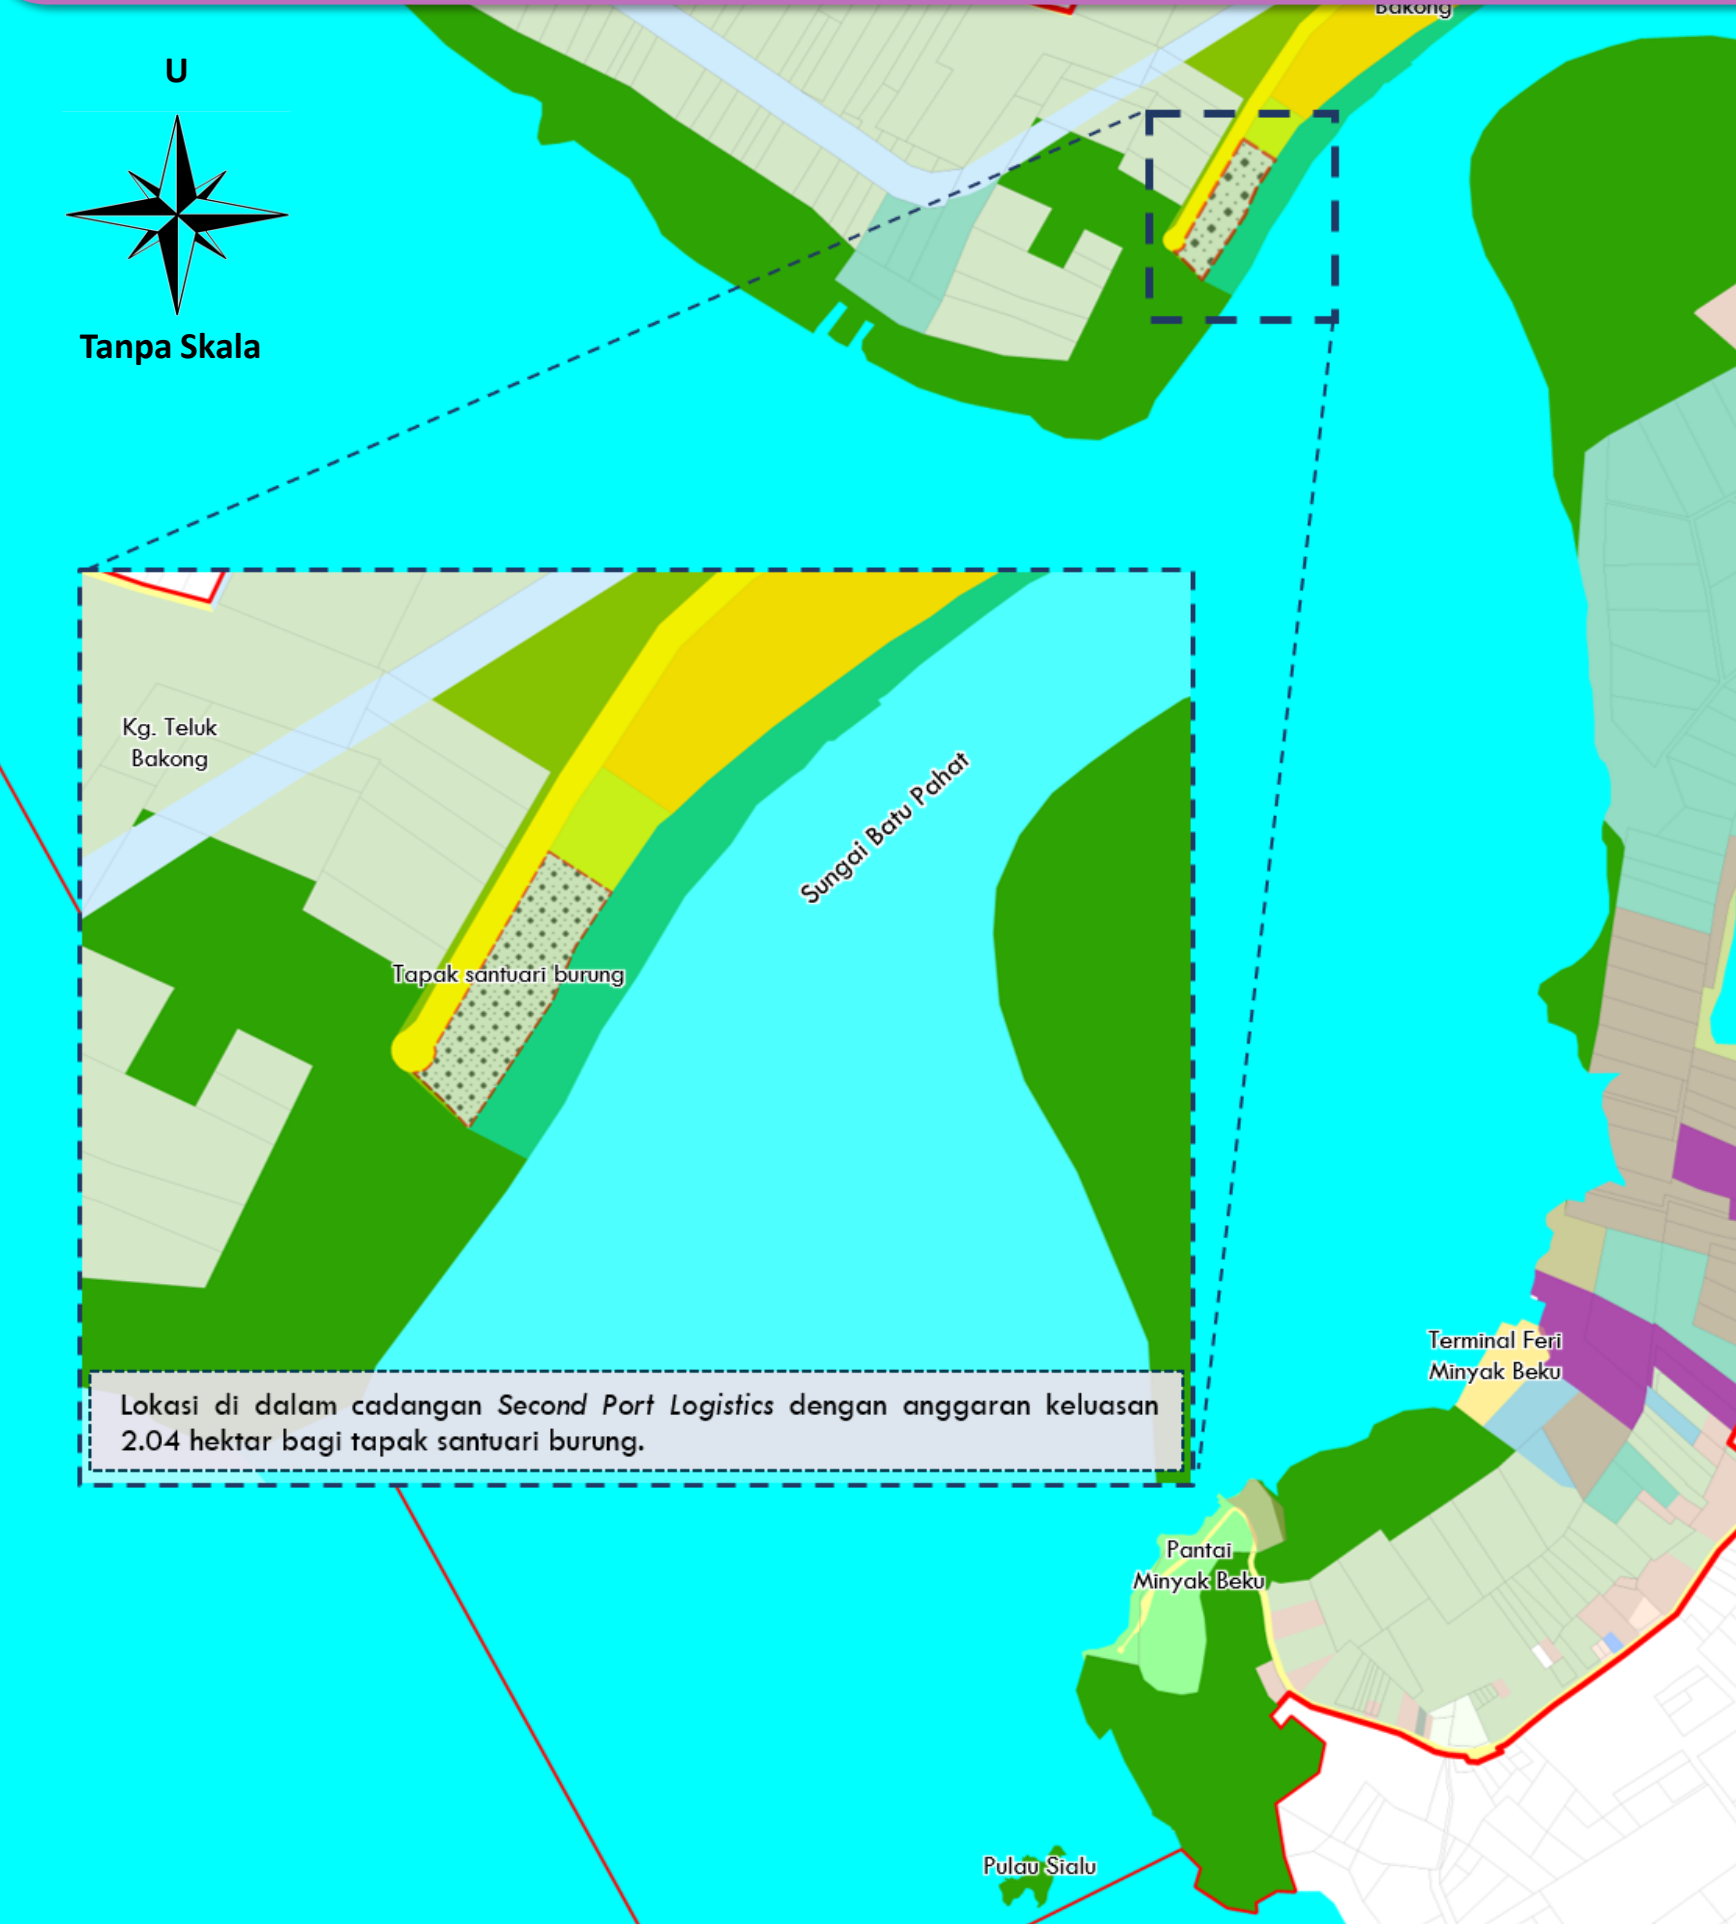 Bakong
U
Tanpa Skala
Kg. Teluk
Bakong
Sungai Batu Pahat
Tapak santuari burung
Terminal Feri
Minyak Beku
Lokasi di dalam cadangan Second Port Logistics dengan anggaran keluasan
2.04 hektar bagi tapak santuari burung.
Pantai
Minyak Beku
Pulau Sialu